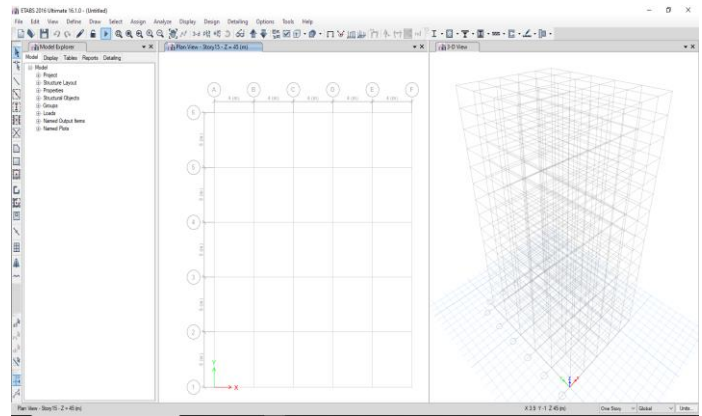 ETABS 2016 Ultimate 16.1.0 - (Untitled)
File Edit View Define Draw Select Assign Analyze Display Design Detailing Options Tools Help
Model Explorer
Model Display Tables Reports Detailing
Model
Project
Structure Layout
Properties
Structural Objects
Groups
Loads
Named Output Items
Named Plots
Plan View - Story15 - Z = 45 (m)
A B C D E F
6
5
4
3
2
1
Y
X
3-D View
Plan View - Story15 - Z = 45 (m)
One Story
Global
Units...